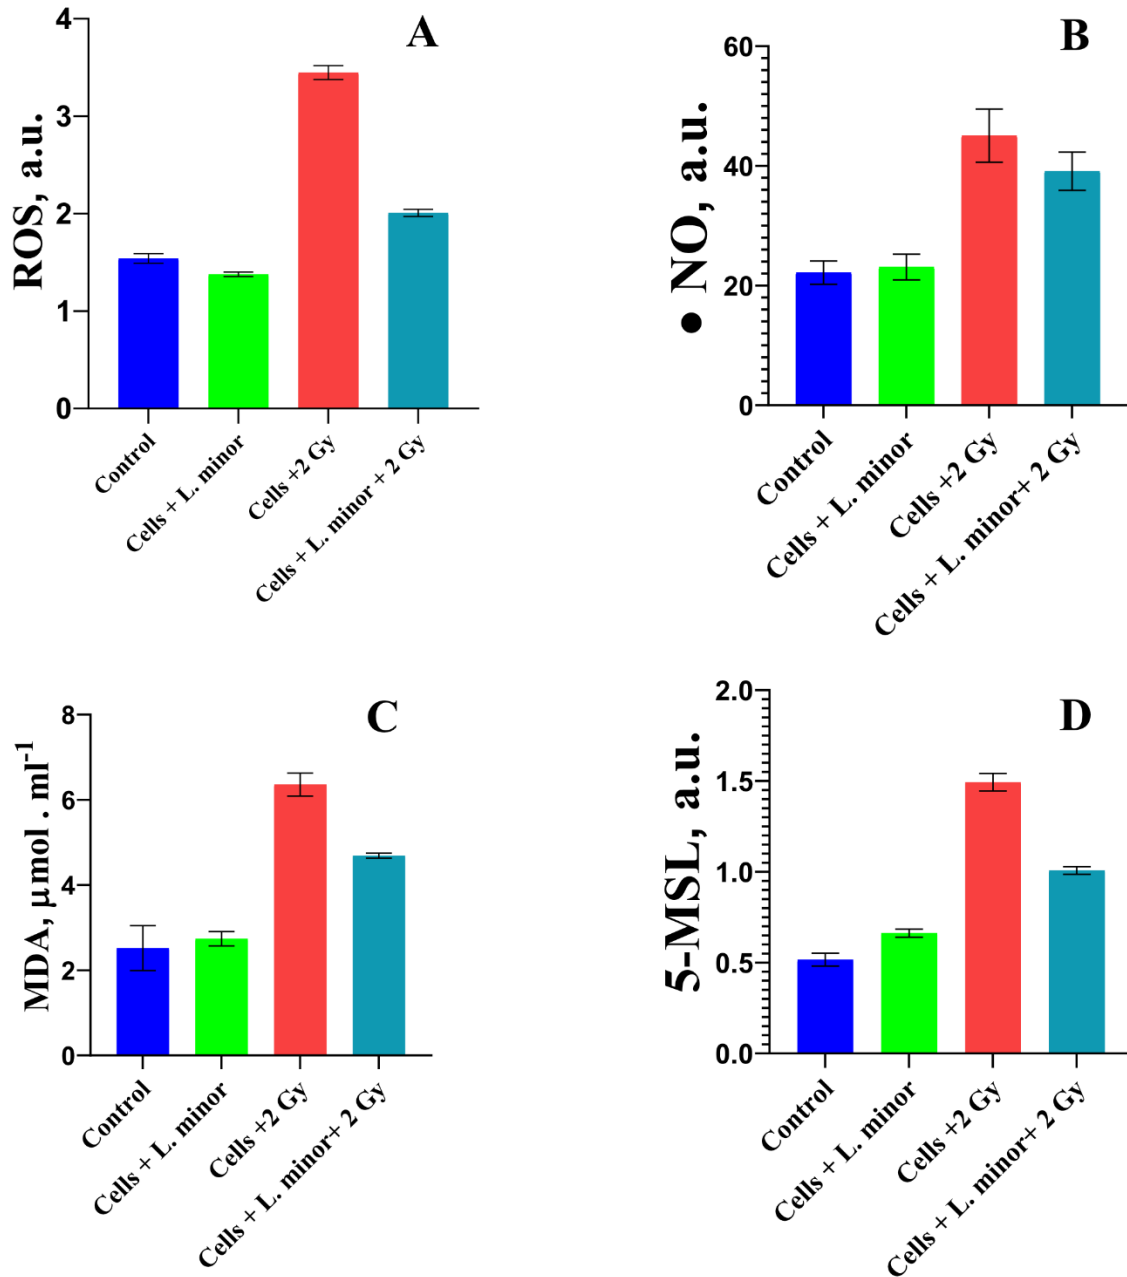 A
ROS, a.u.
4
3
2
1
0
Control
Cells + L. minor
Cells +2 Gy
Cells + L. minor + 2 Gy
B
• NO, a.u.
60
40
20
0
Control
Cells + L. minor
Cells +2 Gy
Cells + L. minor+ 2 Gy
C
MDA, μmol . ml⁻¹
8
6
4
2
0
Control
Cells + L. minor
Cells +2 Gy
Cells + L. minor+ 2 Gy
D
5-MSL, a.u.
2.0
1.5
1.0
0.5
0.0
Control
Cells + L. minor
Cells +2 Gy
Cells + L. minor+ 2 Gy